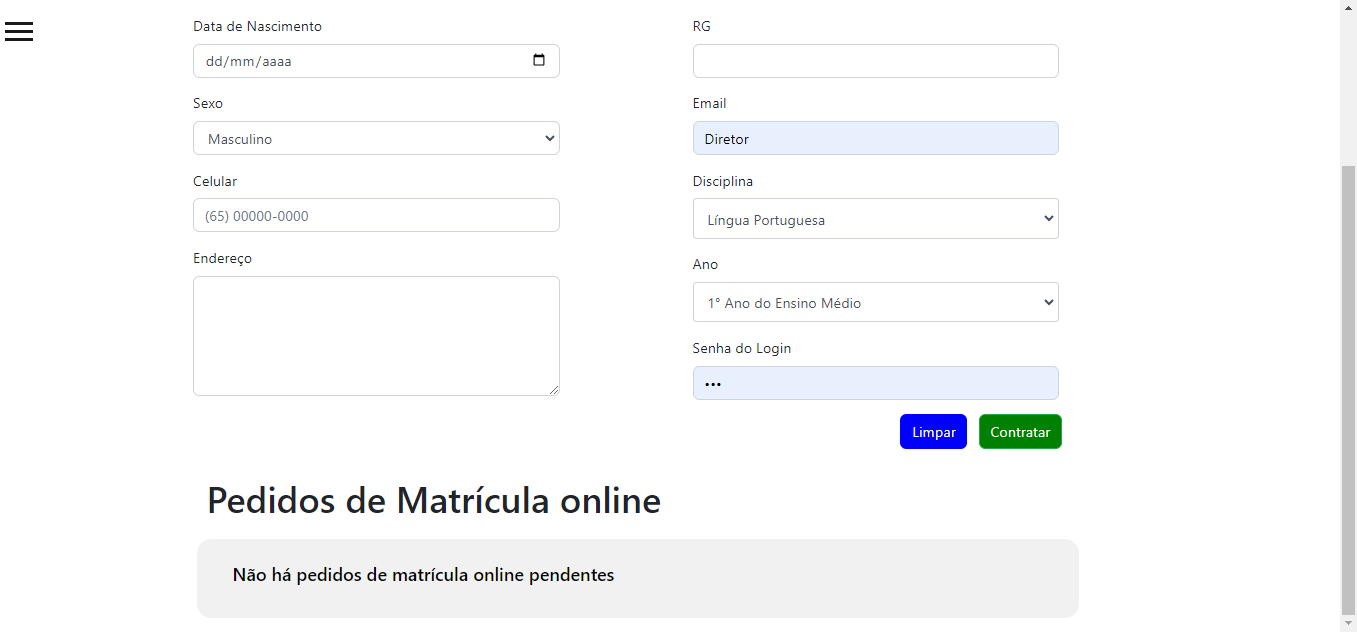 Data de Nascimento
RG
dd/mm/aaaa
Sexo
Email
Masculino
Diretor
Celular
Disciplina
(65) 00000-0000
Língua Portuguesa
Endereço
Ano
1° Ano do Ensino Médio
Senha do Login
•••
Limpar
Contratar
Pedidos de Matrícula online
Não há pedidos de matrícula online pendentes